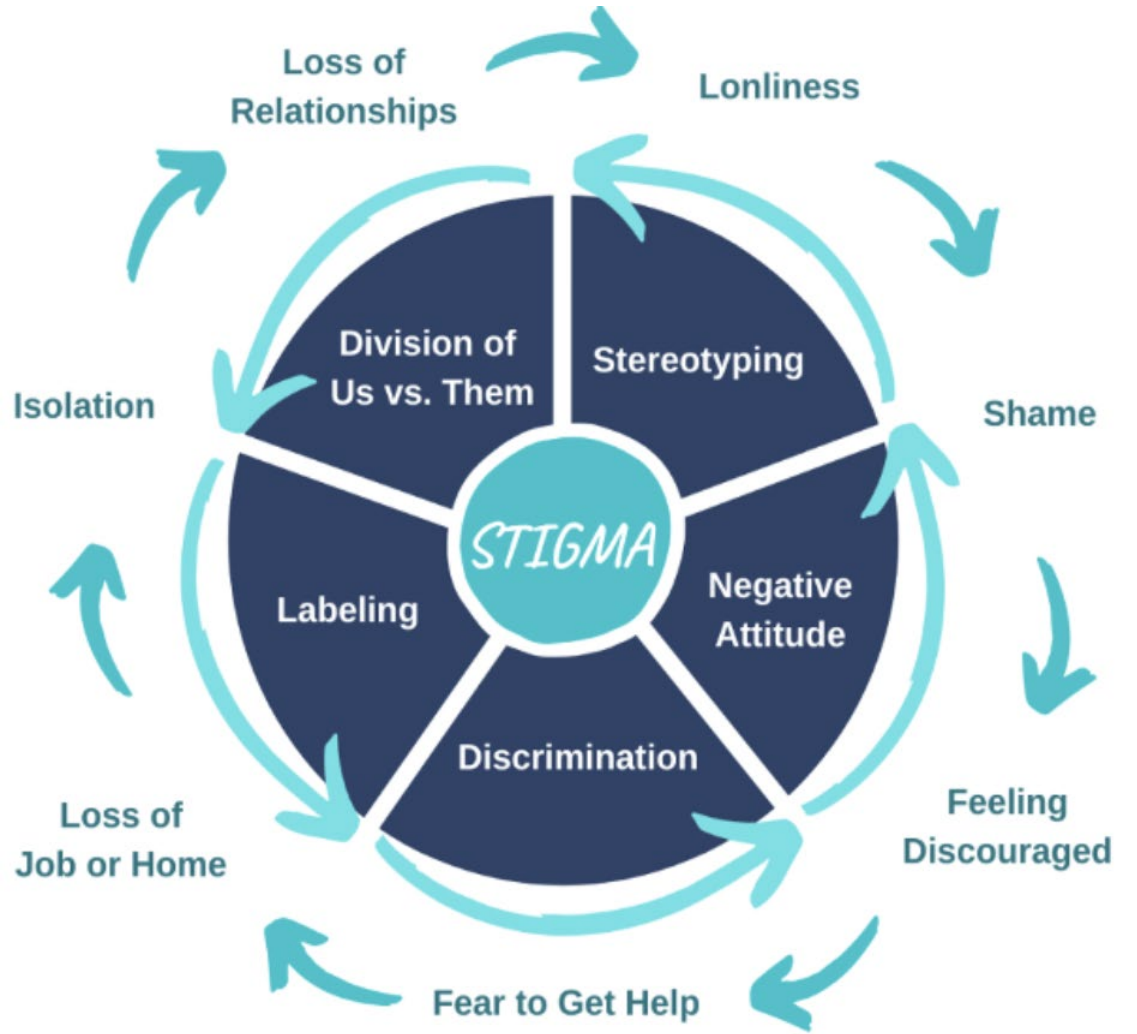 Loss of
Relationships
Lonliness
Division of
Us vs. Them
Stereotyping
Isolation
Shame
STIGMA
Labeling
Negative
Attitude
Discrimination
Loss of
Job or Home
Feeling
Discouraged
Fear to Get Help